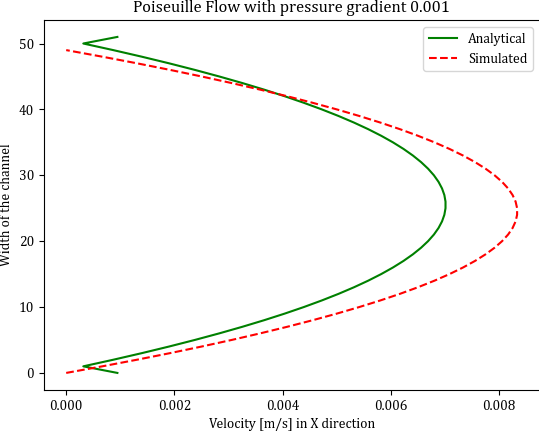 Poiseuille Flow with pressure gradient 0.001
Analytical
Simulated
50
40
30
20
10
0
Width of the channel
0.000 0.002 0.004 0.006 0.008
Velocity [m/s] in X direction